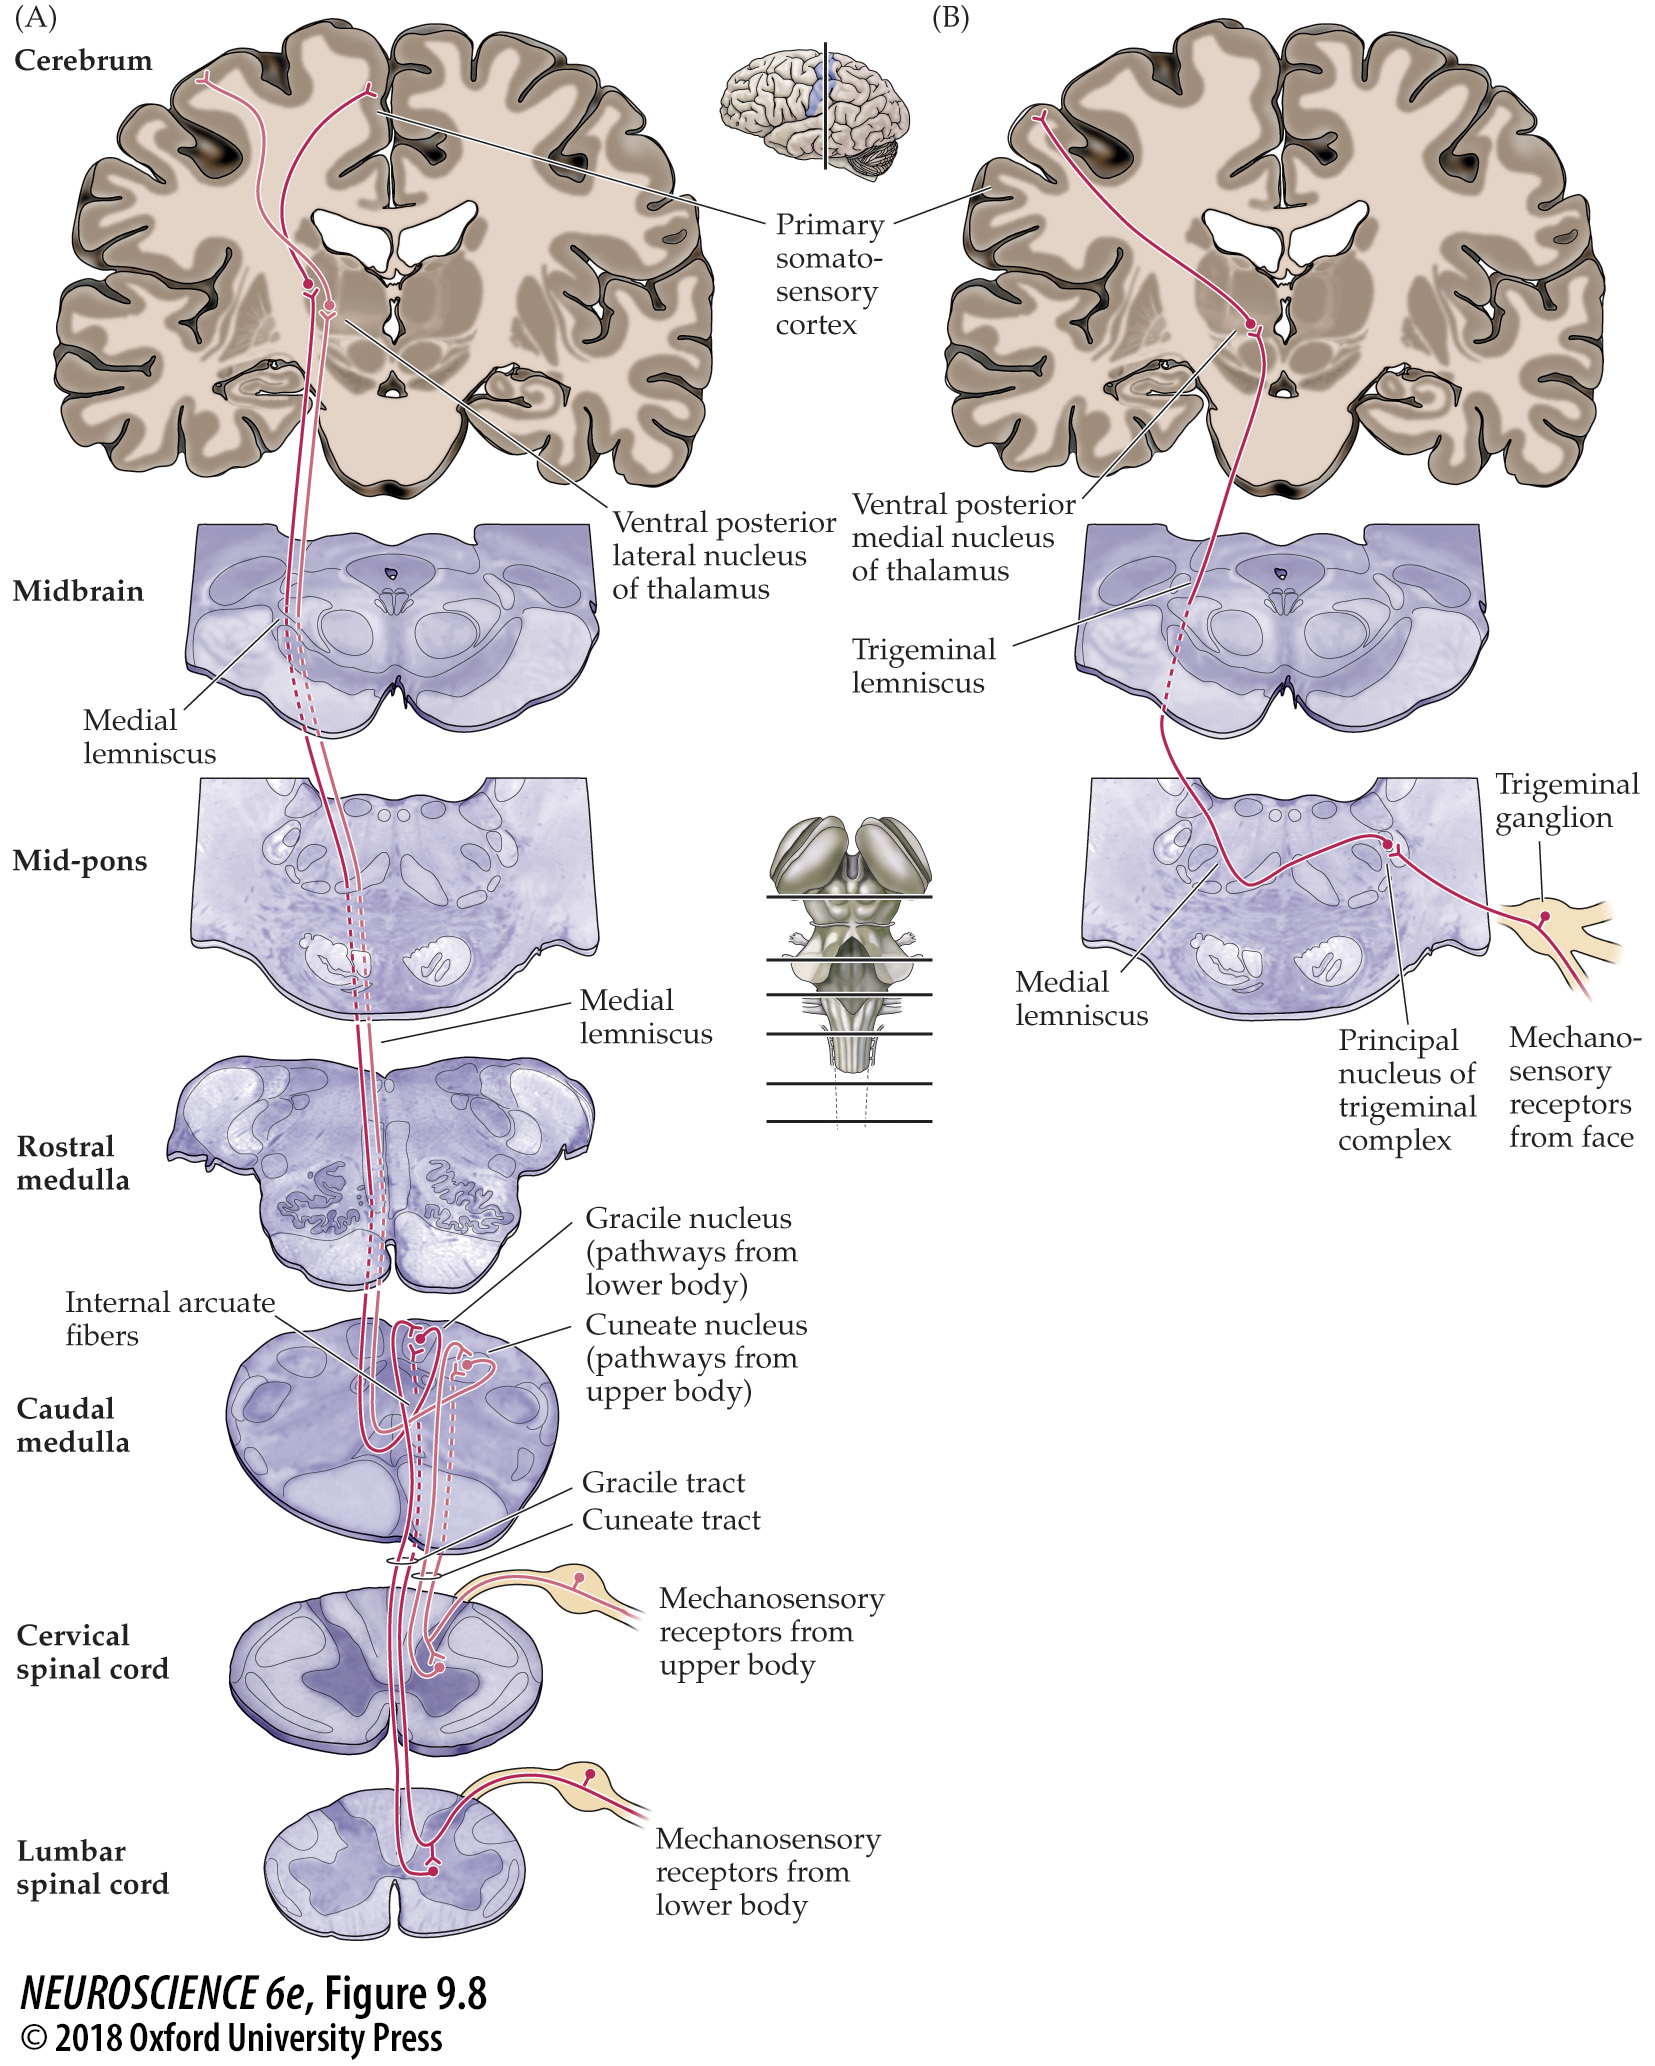 (A)
Cerebrum
(B)
Primary
somato-
sensory
cortex
Ventral posterior
lateral nucleus
of thalamus
Ventral posterior
medial nucleus
of thalamus
Midbrain
Trigeminal
lemniscus
Medial
lemniscus
Trigeminal
ganglion
Mid-pons
Medial
lemniscus
Medial
lemniscus
Principal
nucleus of
trigeminal
complex
Mechano-
sensory
receptors
from face
Rostral
medulla
Gracile nucleus
(pathways from
lower body)
Internal arcuate
fibers
Cuneate nucleus
(pathways from
upper body)
Caudal
medulla
Gracile tract
Cuneate tract
Mechanosensory
receptors from
upper body
Cervical
spinal cord
Mechanosensory
receptors from
lower body
Lumbar
spinal cord
NEUROSCIENCE 6e, Figure 9.8
© 2018 Oxford University Press